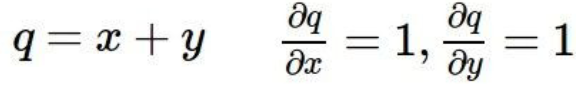 q = x + y  ∂q/∂x = 1, ∂q/∂y = 1